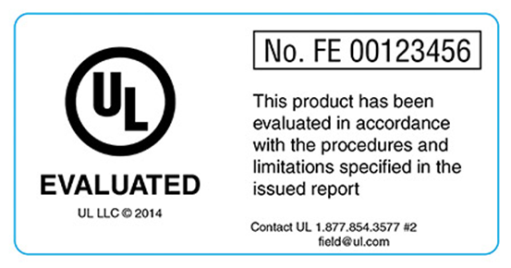 UL
EVALUATED
UL LLC © 2014
No. FE 00123456
This product has been
evaluated in accordance
with the procedures and
limitations specified in the
issued report
Contact UL 1.877.854.3577 #2
field@ul.com